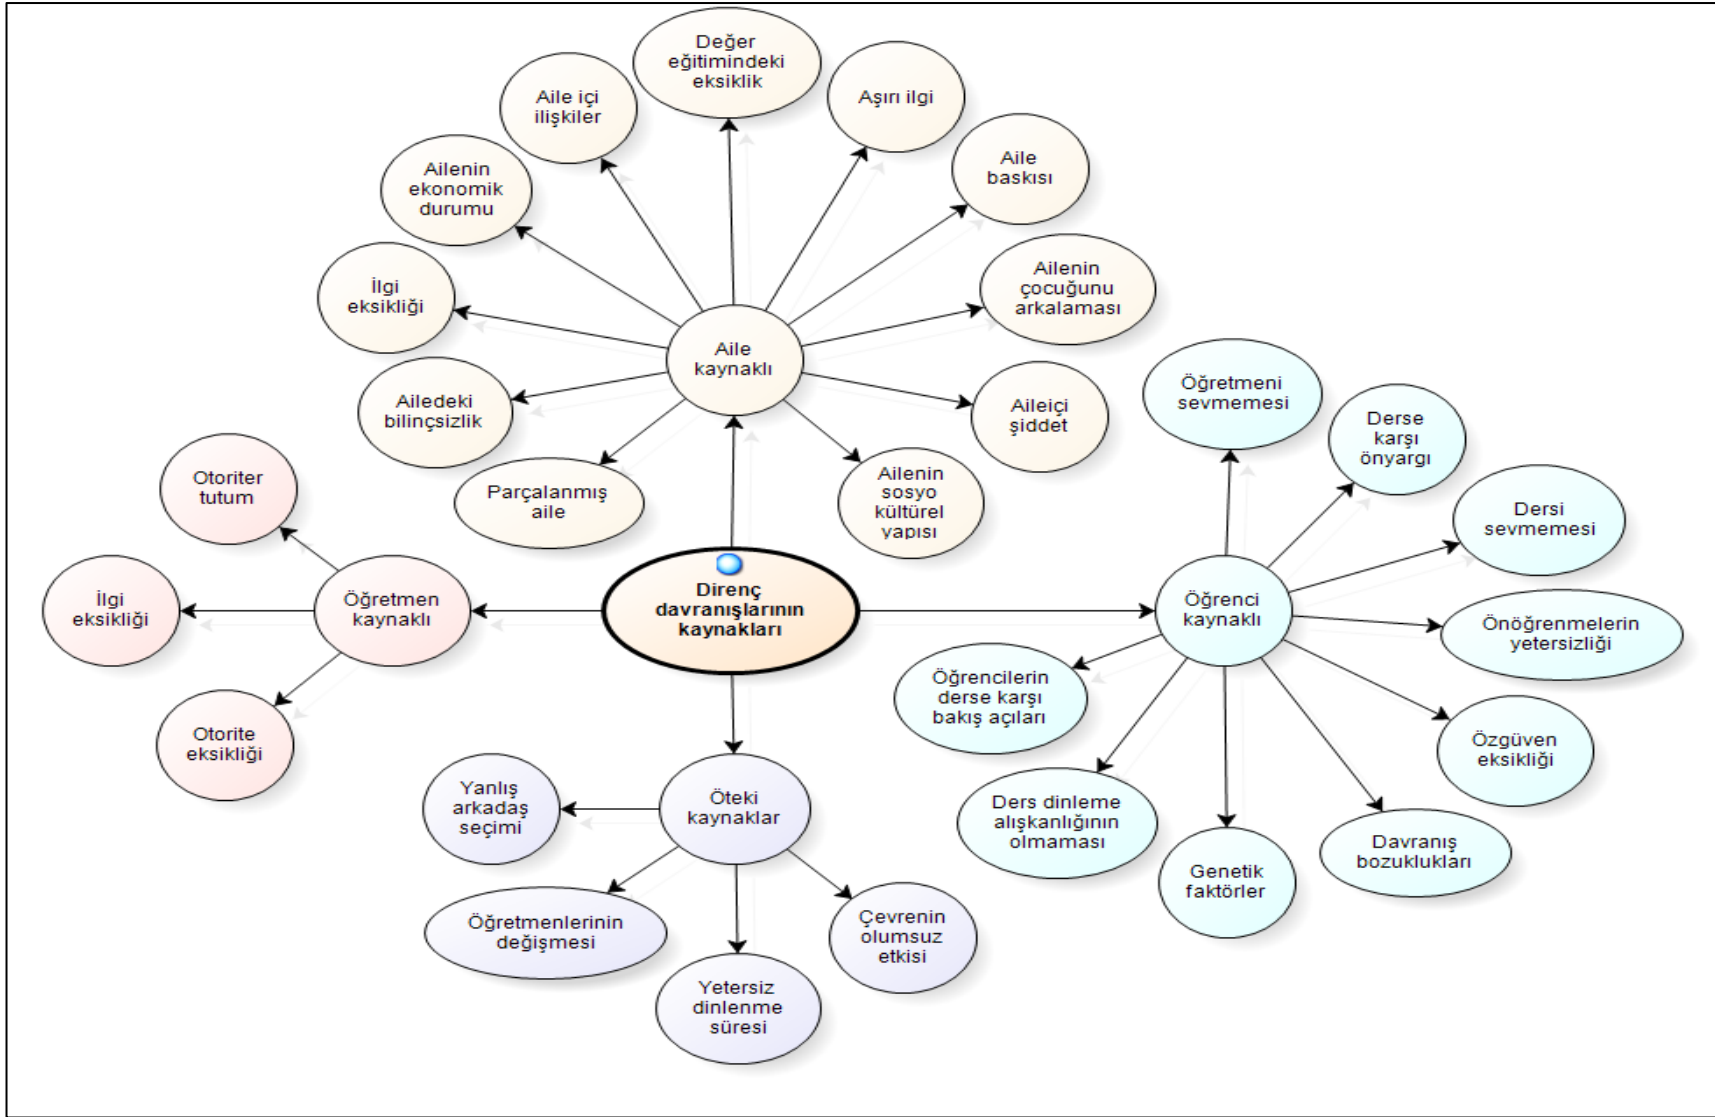 Değer
eğitimindeki
eksiklik
Aile içi
ilişkiler
Aşırı ilgi
Ailenin
ekonomik
durumu
Aile
baskısı
İlgi
eksikliği
Ailenin
çocuğunu
arkalaması
Aile
kaynaklı
Ailedeki
bilinçsizlik
Aileiçi
şiddet
Parçalanmış
aile
Ailenin
sosyo
kültürel
yapısı
Öğretmeni
sevmemesi
Derse
karşı
önyargı
Dersi
sevmemesi
Otoriter
tutum
İlgi
eksikliği
Öğretmen
kaynaklı
Otorite
eksikliği
Direnç
davranışlarının
kaynakları
Öğrenci
kaynaklı
Önöğrenmelerin
yetersizliği
Öğrencilerin
derse karşı
bakış açıları
Özgüven
eksikliği
Ders dinleme
alışkanlığının
olmaması
Genetik
faktörler
Davranış
bozuklukları
Yanlış
arkadaş
seçimi
Öteki
kaynaklar
Öğretmenlerinin
değişmesi
Yetersiz
dinlenme
süresi
Çevrenin
olumsuz
etkisi